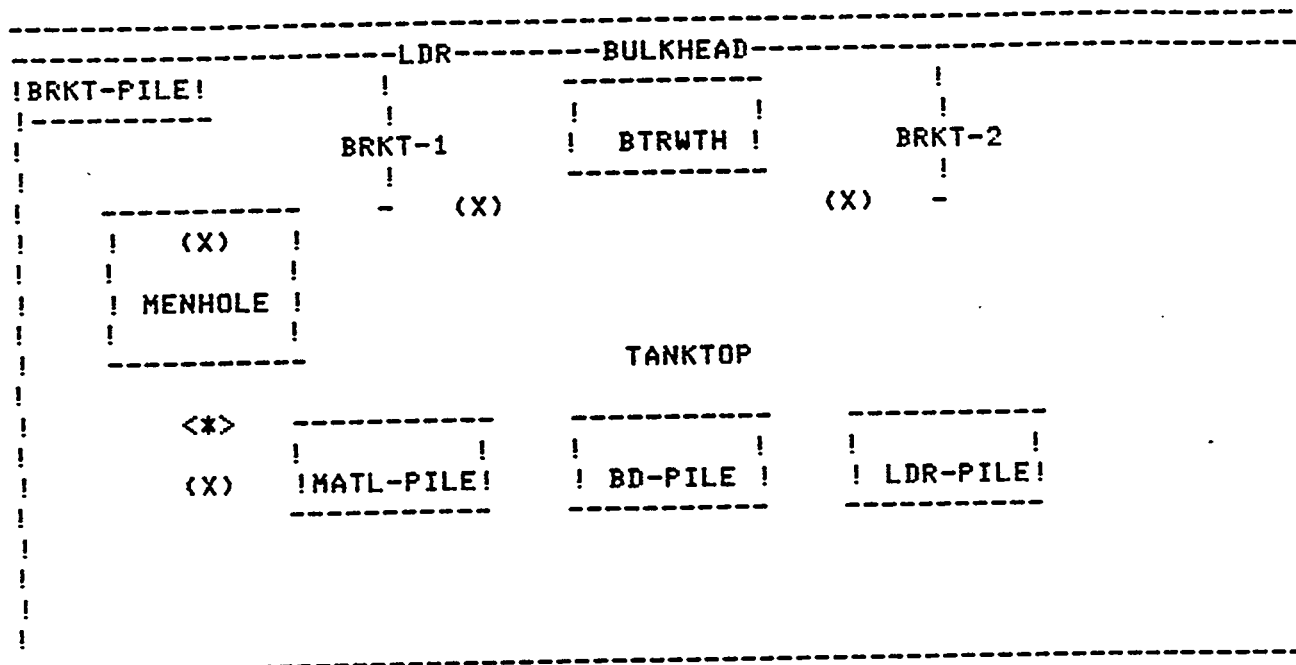 LDR BULKHEAD
BRKT-PILE
BRKT-1 BTRWTH BRKT-2
(X) (X)
(X)
MENHOLE
TANKTOP
<*>
(X) MATL-PILE BD-PILE LDR-PILE